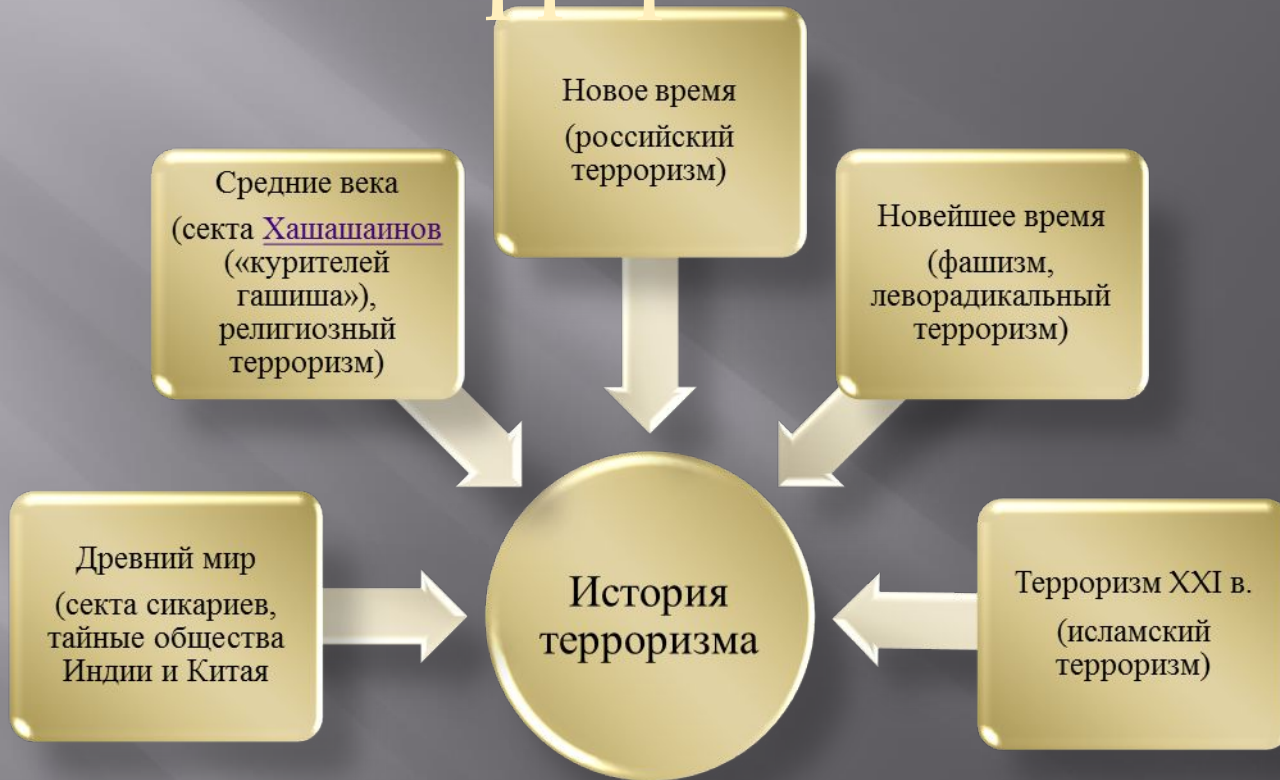 Новое время
(российский
терроризм)
Средние века
(секта Хашашаинов
(«курителей
гашиша»),
религиозный
терроризм)
Новейшее время
(фашизм,
леворадикальный
терроризм)
Древний мир
(секта сикариев,
тайные общества
Индии и Китая
История
терроризма
Терроризм XXI в.
(исламский
терроризм)